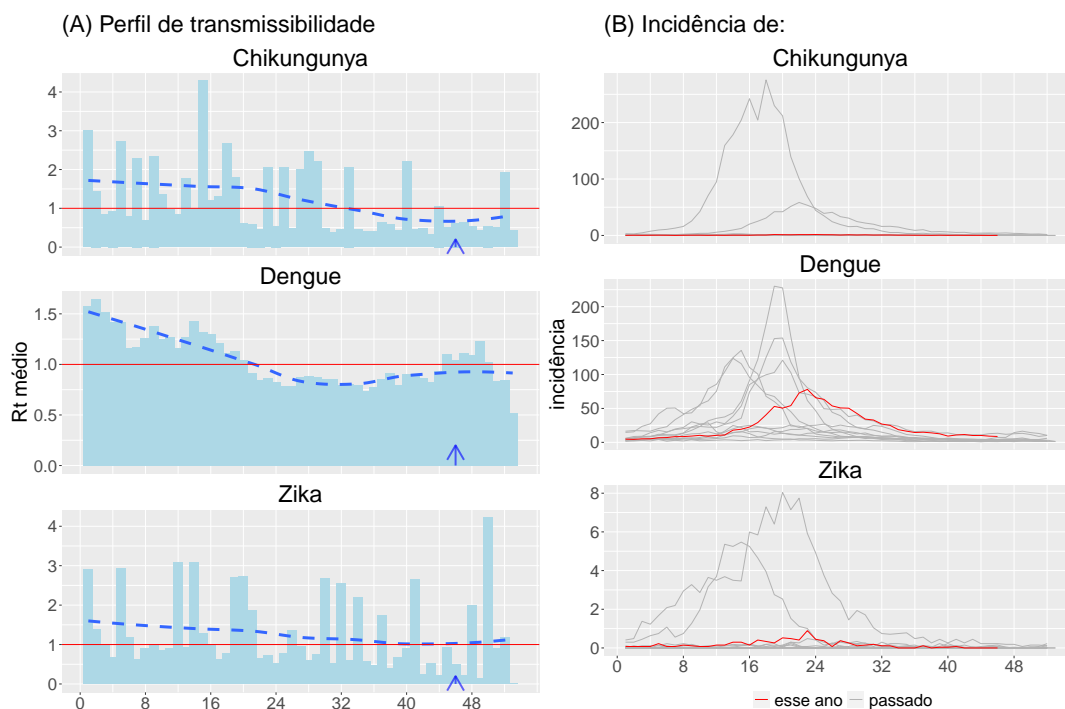 (A) Perfil de transmissibilidade
Chikungunya
4
3
2
1
0
Dengue
1.5
1.0
0.5
0.0
Rt médio
Zika
4
3
2
1
0
0 8 16 24 32 40 48
(B) Incidência de:
Chikungunya
200
100
0
Dengue
200
150
100
50
0
incidência
Zika
8
6
4
2
0
0 8 16 24 32 40 48
esse ano passado